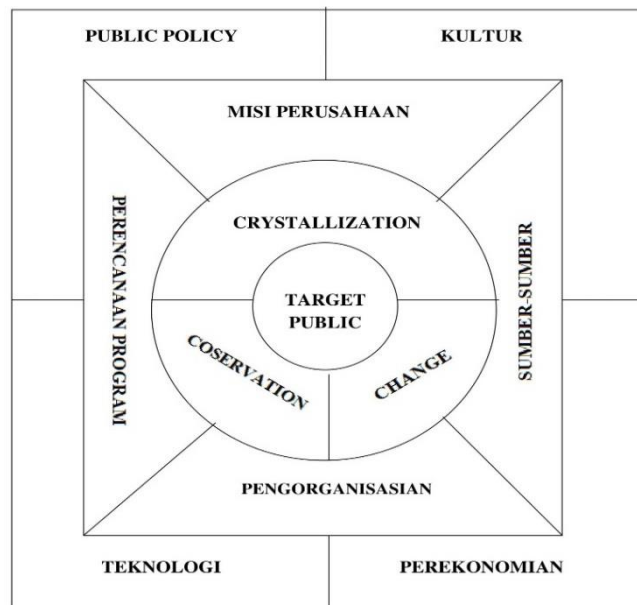 PUBLIC POLICY
KULTUR
MISI PERUSAHAAN
PERENCANAAN PROGRAM
CRYSTALLIZATION
SUMBER-SUMBER
TARGET
PUBLIC
COSERVATION
CHANGE
PENGORGANISASIAN
TEKNOLOGI
PEREKONOMIAN